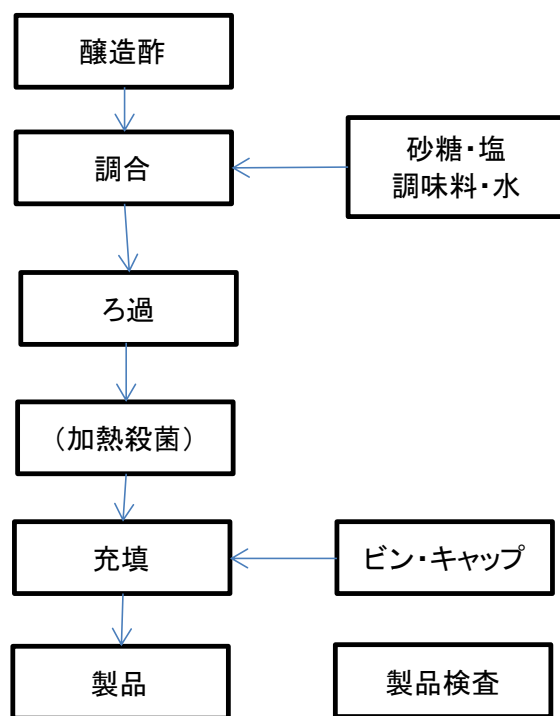 醸造酢
調合
砂糖・塩
調味料・水
ろ過
（加熱殺菌）
充填
ビン・キャップ
製品
製品検査